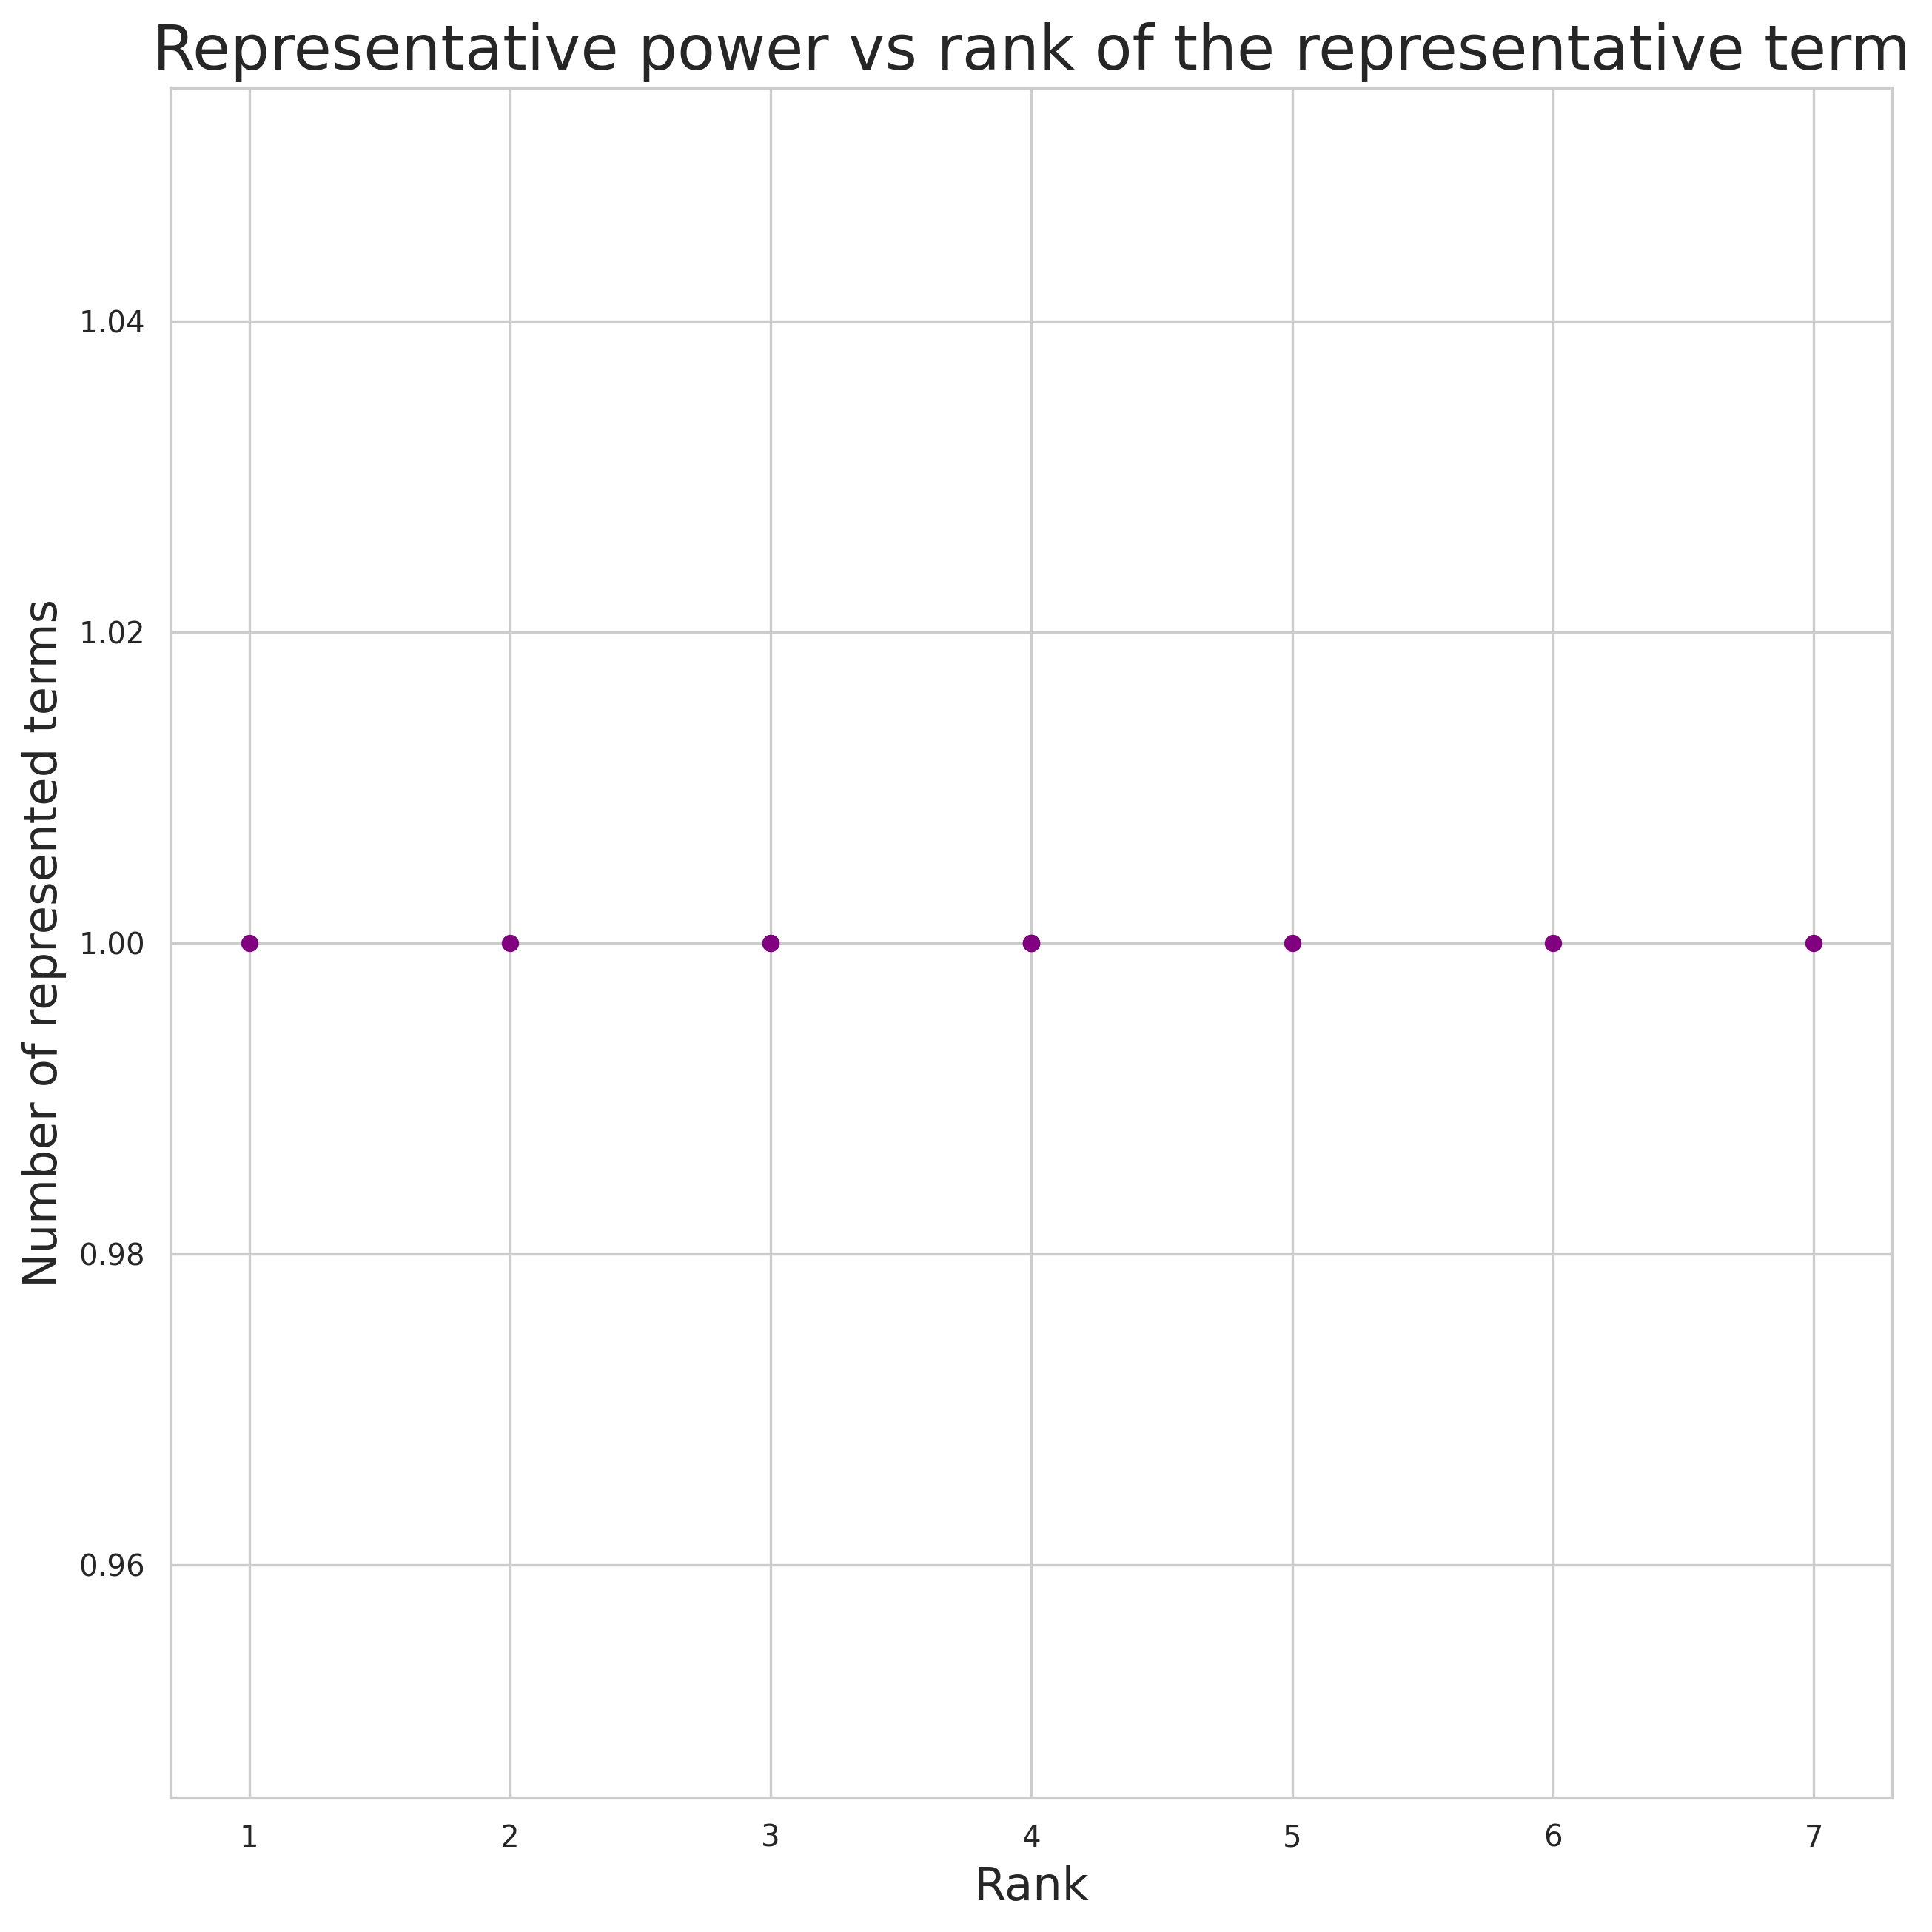 Representative power vs rank of the representative term
Number of represented terms
1.04
1.02
1.00
0.98
0.96
1 2 3 4 5 6 7
Rank